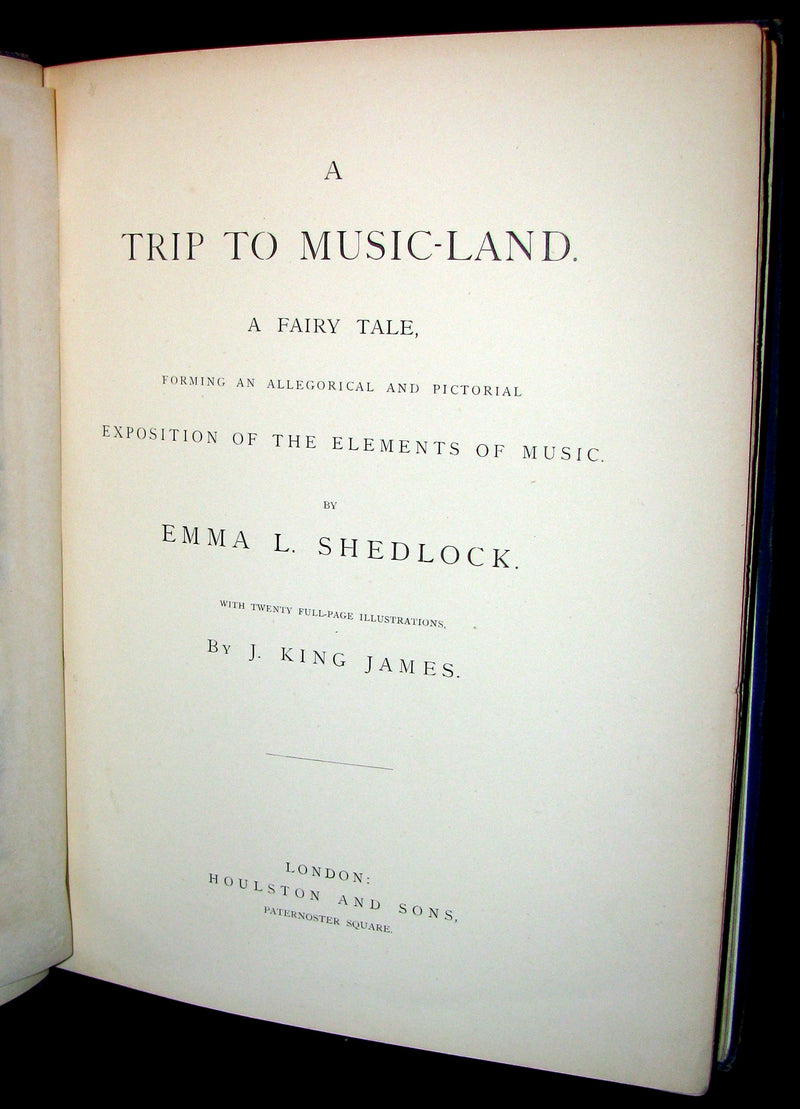 A
TRIP TO MUSIC-LAND.
A FAIRY TALE,
FORMING AN ALLEGORICAL AND PICTORIAL
EXPOSITION OF THE ELEMENTS OF MUSIC.
BY
EMMA L. SHEDLOCK.
WITH TWENTY FULL-PAGE ILLUSTRATIONS,
BY J. KING JAMES.
LONDON:
HOULSTON AND SONS,
PATERNOSTER SQUARE.